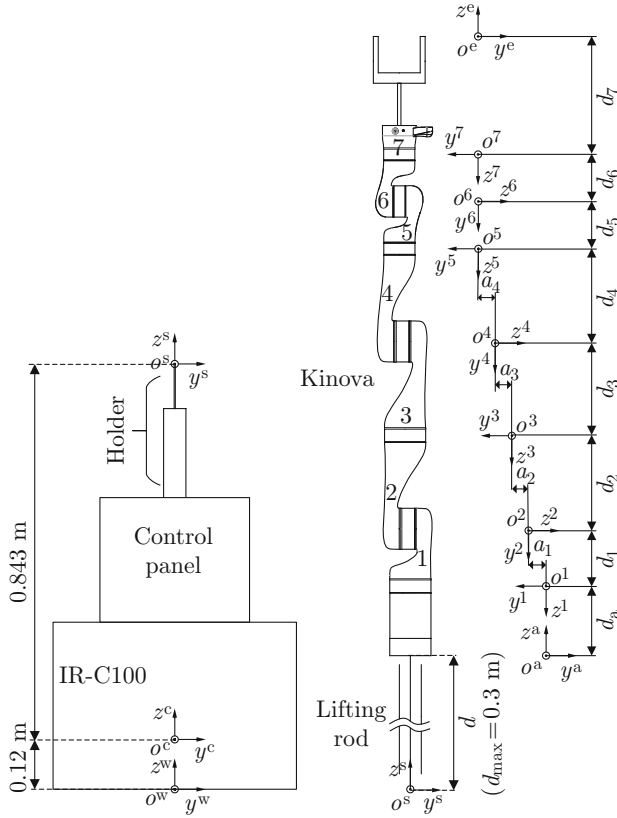 z^e
o^e
y^e
d_7
7
y^7
o^7
z^7
d_6
6
o^6
z^6
y^6
d_5
5
y^5
o^5
z^5
a_4
d_4
4
z^s
o^s
y^s
Holder
Kinova
o^4
z^4
y^4
a_3
d_3
3
y^3
o^3
z^3
a_2
d_2
2
0.843 m
Control
panel
o^2
z^2
y^2
a_1
d_1
1
y^1
o^1
z^1
d_a
z^a
o^a
y^a
IR-C100
Lifting
rod
d
(d_max=0.3 m)
z^c
o^c
y^c
0.12 m
z^w
o^w
y^w
z^s
o^s
y^s